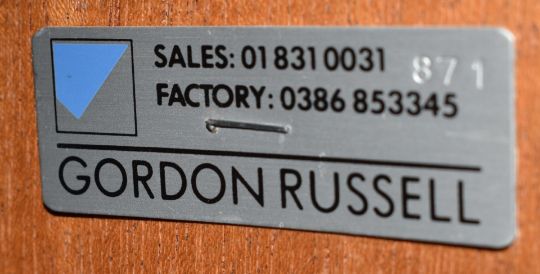 SALES: 01 831 0031 871
FACTORY: 0386 853345
GORDON RUSSELL